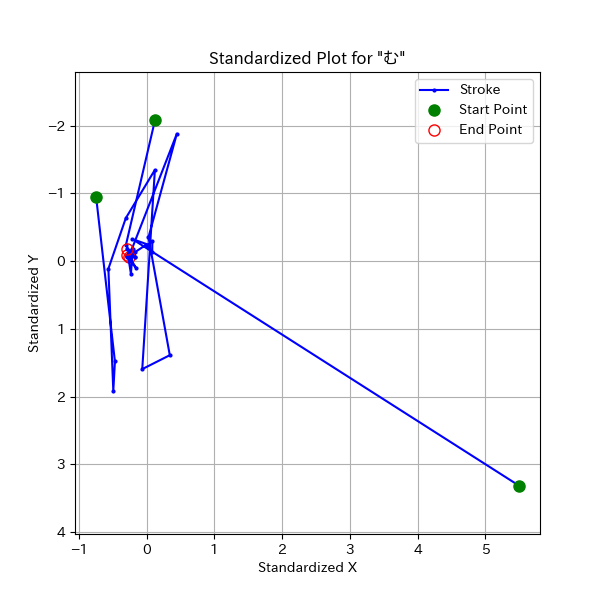 Standardized Plot for "む"
Stroke
Start Point
End Point
−2
−1
0
1
2
3
4
Standardized Y
−1 0 1 2 3 4 5
Standardized X